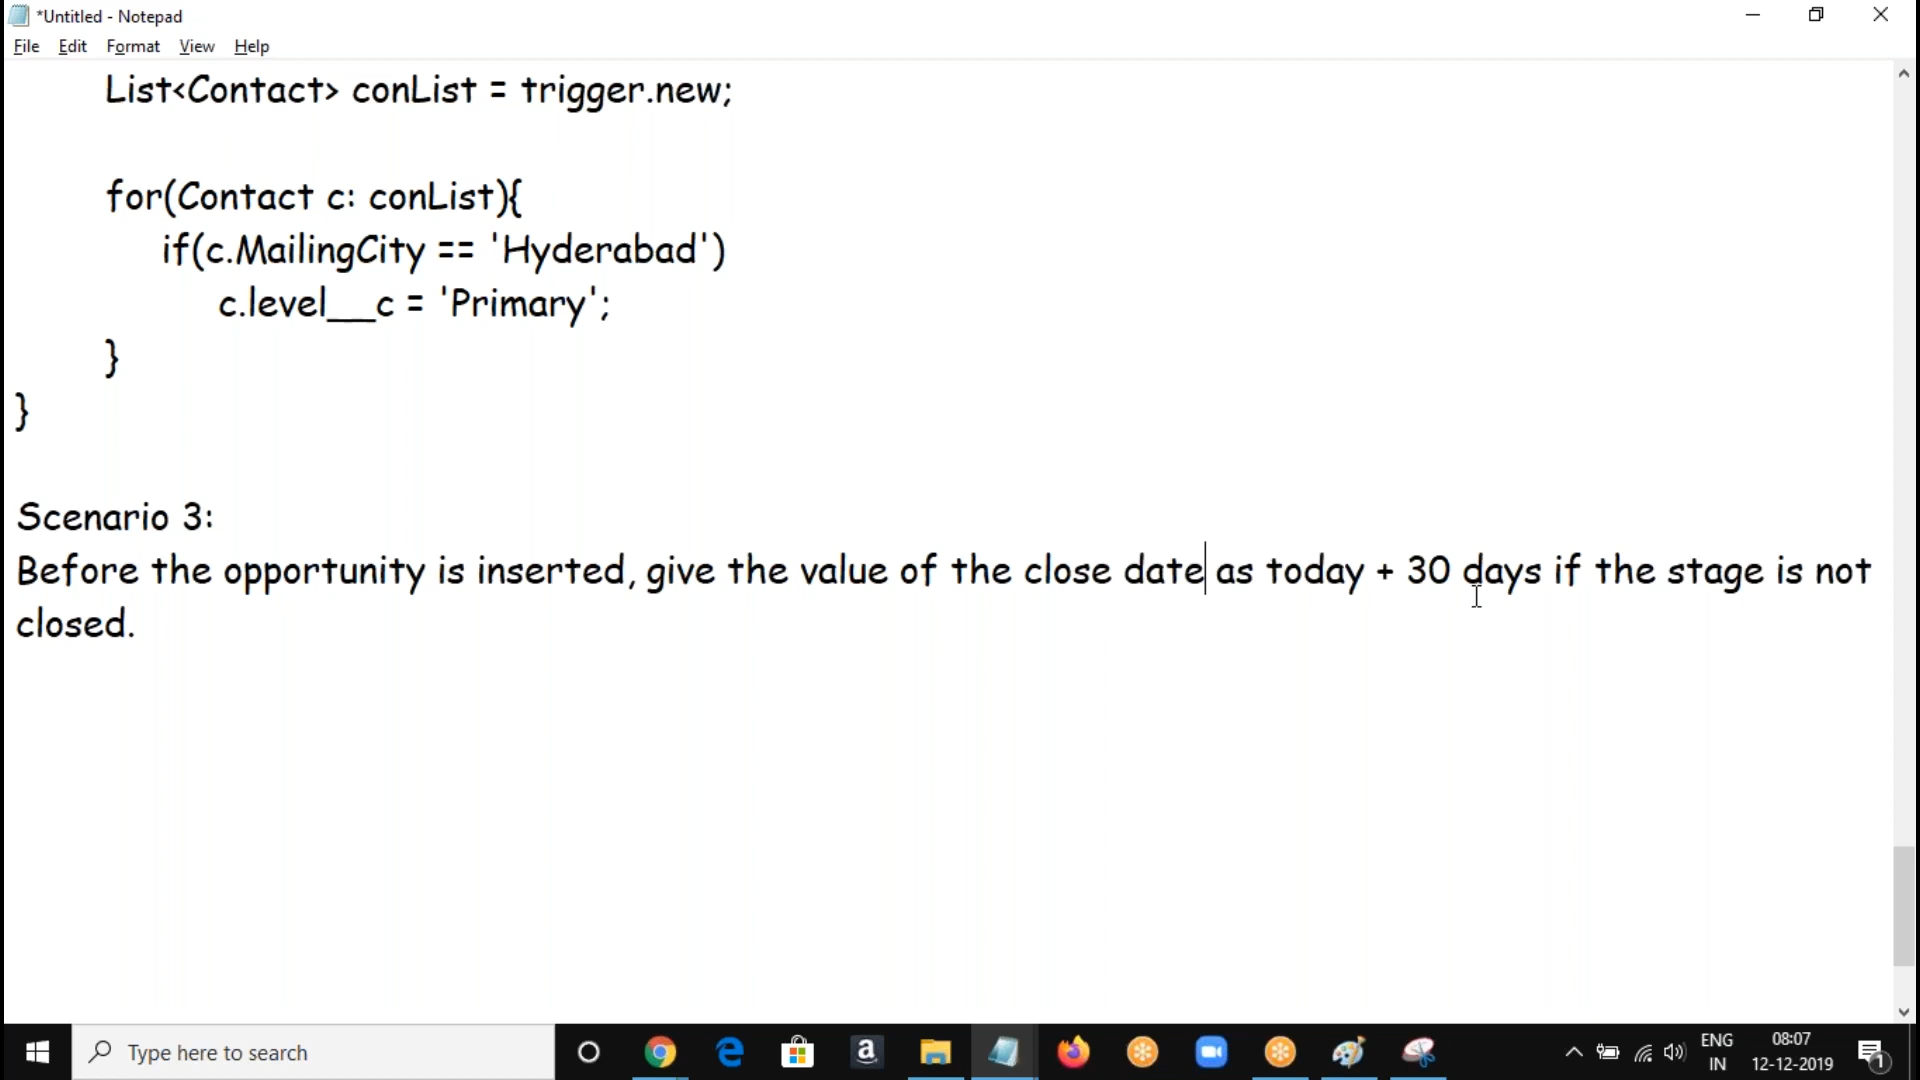 *Untitled - Notepad
File Edit Format View Help
List<Contact> conList = trigger.new;
for(Contact c: conList){
if(c.MailingCity == 'Hyderabad')
c.level__c = 'Primary';
}
}
Scenario 3:
Before the opportunity is inserted, give the value of the close date as today + 30 days if the stage is not
closed.
Type here to search
a
ENG
IN
08:07
12-12-2019
1